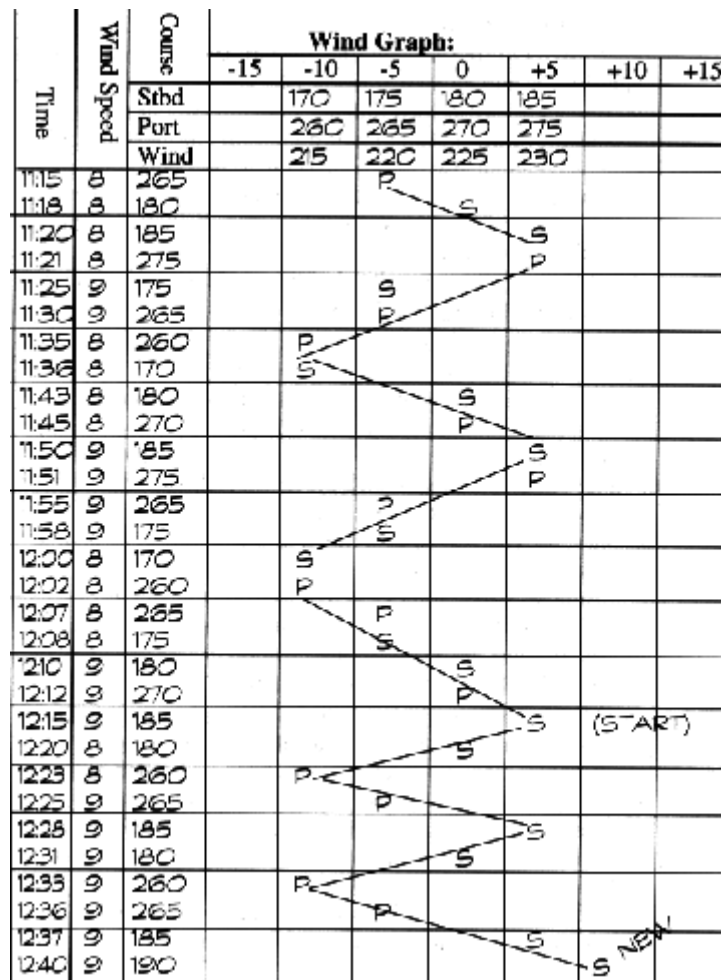 Time Wind Speed Course Wind Graph:
-15 -10 -5 0 +5 +10 +15
Stbd 170 175 180 185
Port 260 265 270 275
Wind 215 220 225 230
11:15 8 265 P
11:18 8 180 S
11:20 8 185 S
11:21 8 275 P
11:25 9 175 S
11:30 9 265 P
11:35 8 260 P
11:36 8 170 S
11:43 8 180 S
11:45 8 270 P
11:50 9 185 S
11:51 9 275 P
11:55 9 265 P
11:58 9 175 S
12:00 8 170 S
12:02 8 260 P
12:07 8 265 P
12:08 8 175 S
12:10 9 180 S
12:12 9 270 P
12:15 9 185 S (START)
12:20 8 180 S
12:23 8 260 P
12:25 9 265 P
12:28 9 185 S
12:31 9 180 S
12:33 9 260 P
12:36 9 265 P
12:37 9 185 S NEW
12:40 9 190 S